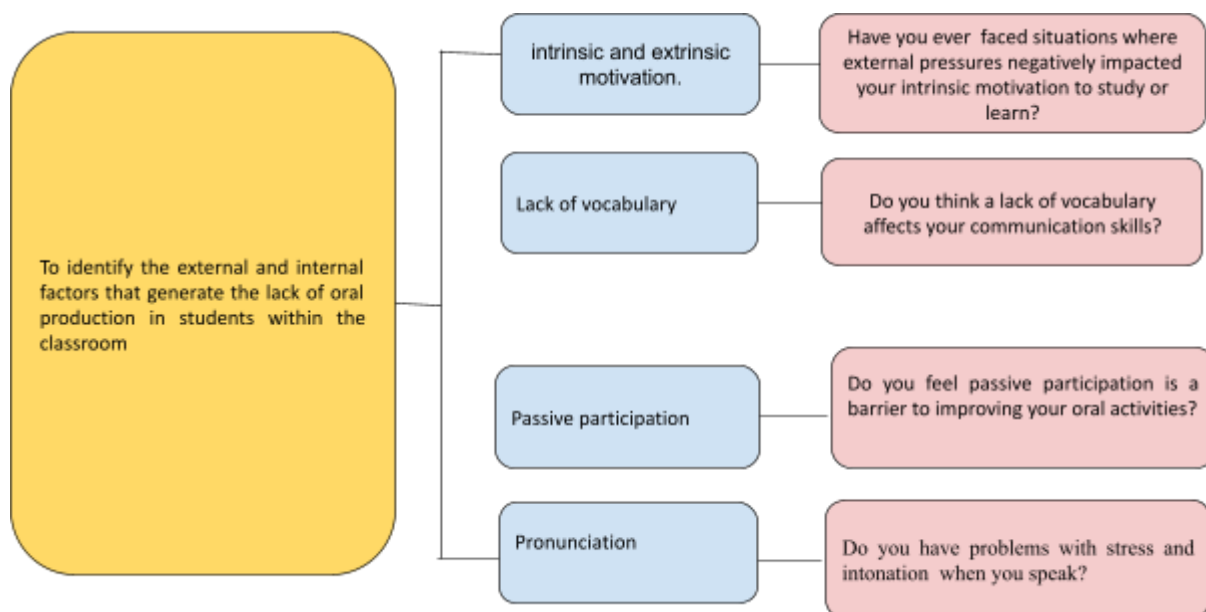 To identify the external and internal
factors that generate the lack of oral
production in students within the
classroom
intrinsic and extrinsic
motivation.
Have you ever faced situations where
external pressures negatively impacted
your intrinsic motivation to study or
learn?
Lack of vocabulary
Do you think a lack of vocabulary
affects your communication skills?
Passive participation
Do you feel passive participation is a
barrier to improving your oral activities?
Pronunciation
Do you have problems with stress and
intonation when you speak?